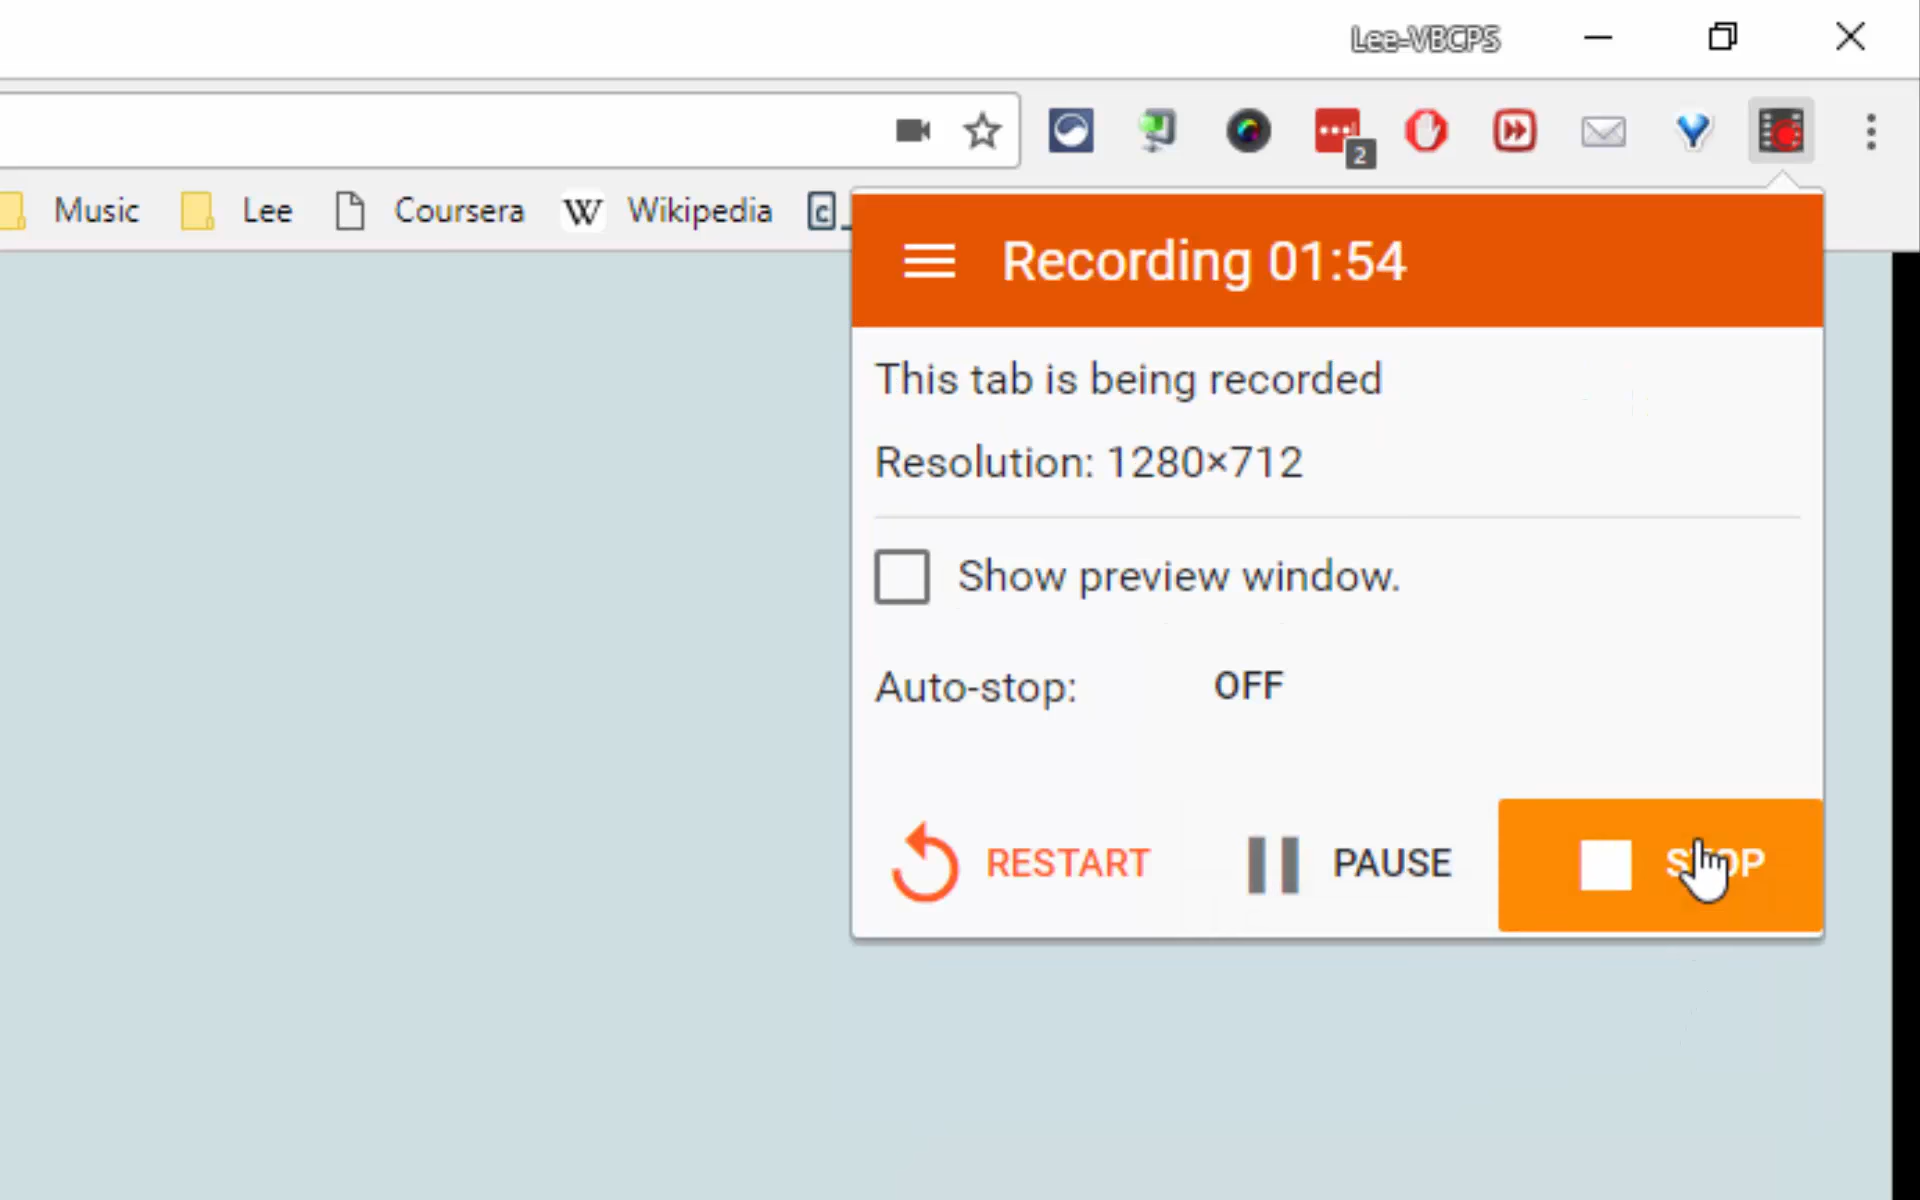 Lee-VBCPS
2
Music Lee Coursera W Wikipedia c
Recording 01:54
This tab is being recorded
Resolution: 1280×712
Show preview window.
Auto-stop: OFF
RESTART PAUSE STOP